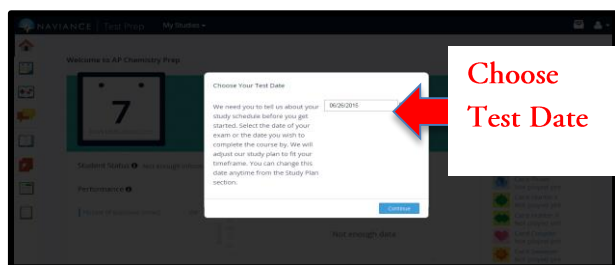 NAVIANCE | Test Prep My Studies
Welcome to AP Chemistry Prep
Choose Your Test Date
We need you to tell us about your
study schedule before you get
started. Select the date of your
exam or the date you wish to
complete the course by. We will
adjust our study plan to fit your
timeframe. You can change this
date anytime from the Study Plan
section.
06/26/2015
Continue
Choose
Test Date
7
Student Status
Performance
Not enough data